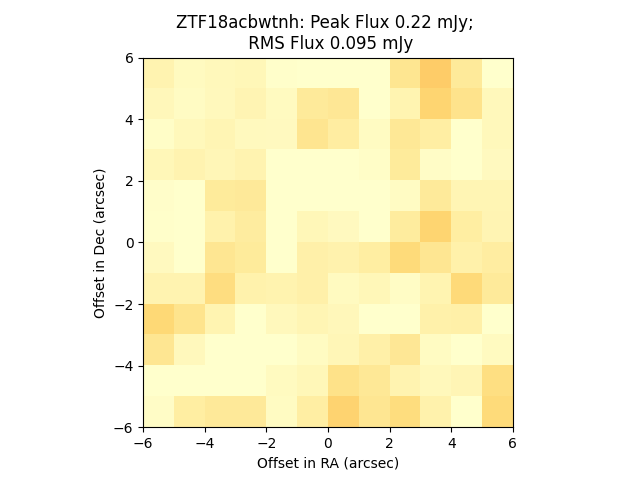 ZTF18acbwtnh: Peak Flux 0.22 mJy;
RMS Flux 0.095 mJy
6
4
2
0
−2
−4
−6
Offset in Dec (arcsec)
−6 −4 −2 0 2 4 6
Offset in RA (arcsec)